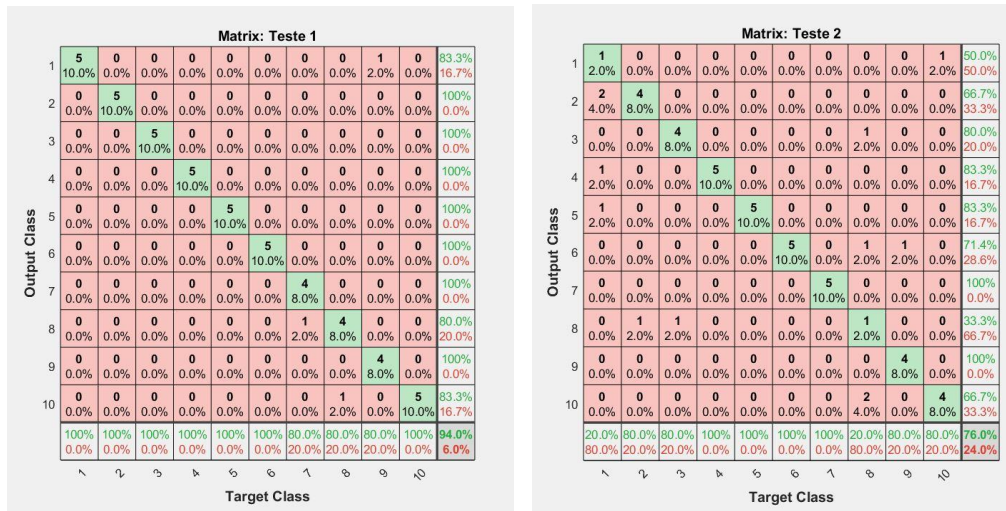 Matrix: Teste 1
1 5 0 0 0 0 0 0 0 1 0 83.3%
10.0% 0.0% 0.0% 0.0% 0.0% 0.0% 0.0% 0.0% 2.0% 0.0% 16.7%
2 0 5 0 0 0 0 0 0 0 0 100%
0.0% 10.0% 0.0% 0.0% 0.0% 0.0% 0.0% 0.0% 0.0% 0.0% 0.0%
3 0 0 5 0 0 0 0 0 0 0 100%
0.0% 0.0% 10.0% 0.0% 0.0% 0.0% 0.0% 0.0% 0.0% 0.0% 0.0%
4 0 0 0 5 0 0 0 0 0 0 100%
0.0% 0.0% 0.0% 10.0% 0.0% 0.0% 0.0% 0.0% 0.0% 0.0% 0.0%
5 0 0 0 0 5 0 0 0 0 0 100%
0.0% 0.0% 0.0% 0.0% 10.0% 0.0% 0.0% 0.0% 0.0% 0.0% 0.0%
6 0 0 0 0 0 5 0 0 0 0 100%
0.0% 0.0% 0.0% 0.0% 0.0% 10.0% 0.0% 0.0% 0.0% 0.0% 0.0%
7 0 0 0 0 0 0 4 0 0 0 100%
0.0% 0.0% 0.0% 0.0% 0.0% 0.0% 8.0% 0.0% 0.0% 0.0% 0.0%
8 0 0 0 0 0 0 1 4 0 0 80.0%
0.0% 0.0% 0.0% 0.0% 0.0% 0.0% 2.0% 8.0% 0.0% 0.0% 20.0%
9 0 0 0 0 0 0 0 0 4 0 100%
0.0% 0.0% 0.0% 0.0% 0.0% 0.0% 0.0% 0.0% 8.0% 0.0% 0.0%
10 0 0 0 0 0 0 0 1 0 5 83.3%
0.0% 0.0% 0.0% 0.0% 0.0% 0.0% 0.0% 2.0% 0.0% 10.0% 16.7%
100% 100% 100% 100% 100% 100% 80.0% 80.0% 80.0% 100% 94.0%
0.0% 0.0% 0.0% 0.0% 0.0% 0.0% 20.0% 20.0% 20.0% 0.0% 6.0%
1 2 3 4 5 6 7 8 9 10
Target Class
Output Class
Matrix: Teste 2
1 1 0 0 0 0 0 0 0 0 1 50.0%
2.0% 0.0% 0.0% 0.0% 0.0% 0.0% 0.0% 0.0% 0.0% 2.0% 50.0%
2 2 4 0 0 0 0 0 0 0 0 66.7%
4.0% 8.0% 0.0% 0.0% 0.0% 0.0% 0.0% 0.0% 0.0% 0.0% 33.3%
3 0 0 4 0 0 0 0 1 0 0 80.0%
0.0% 0.0% 8.0% 0.0% 0.0% 0.0% 0.0% 2.0% 0.0% 0.0% 20.0%
4 1 0 0 5 0 0 0 0 0 0 83.3%
2.0% 0.0% 0.0% 10.0% 0.0% 0.0% 0.0% 0.0% 0.0% 0.0% 16.7%
5 1 0 0 0 5 0 0 0 0 0 83.3%
2.0% 0.0% 0.0% 0.0% 10.0% 0.0% 0.0% 0.0% 0.0% 0.0% 16.7%
6 0 0 0 0 0 5 0 1 1 0 71.4%
0.0% 0.0% 0.0% 0.0% 0.0% 10.0% 0.0% 2.0% 2.0% 0.0% 28.6%
7 0 0 0 0 0 0 5 0 0 0 100%
0.0% 0.0% 0.0% 0.0% 0.0% 0.0% 10.0% 0.0% 0.0% 0.0% 0.0%
8 0 1 1 0 0 0 0 1 0 0 33.3%
0.0% 2.0% 2.0% 0.0% 0.0% 0.0% 0.0% 2.0% 0.0% 0.0% 66.7%
9 0 0 0 0 0 0 0 0 4 0 100%
0.0% 0.0% 0.0% 0.0% 0.0% 0.0% 0.0% 0.0% 8.0% 0.0% 0.0%
10 0 0 0 0 0 0 0 2 0 4 66.7%
0.0% 0.0% 0.0% 0.0% 0.0% 0.0% 0.0% 4.0% 0.0% 8.0% 33.3%
20.0% 80.0% 80.0% 100% 100% 100% 100% 20.0% 80.0% 80.0% 76.0%
80.0% 20.0% 20.0% 0.0% 0.0% 0.0% 0.0% 80.0% 20.0% 20.0% 24.0%
1 2 3 4 5 6 7 8 9 10
Target Class
Output Class